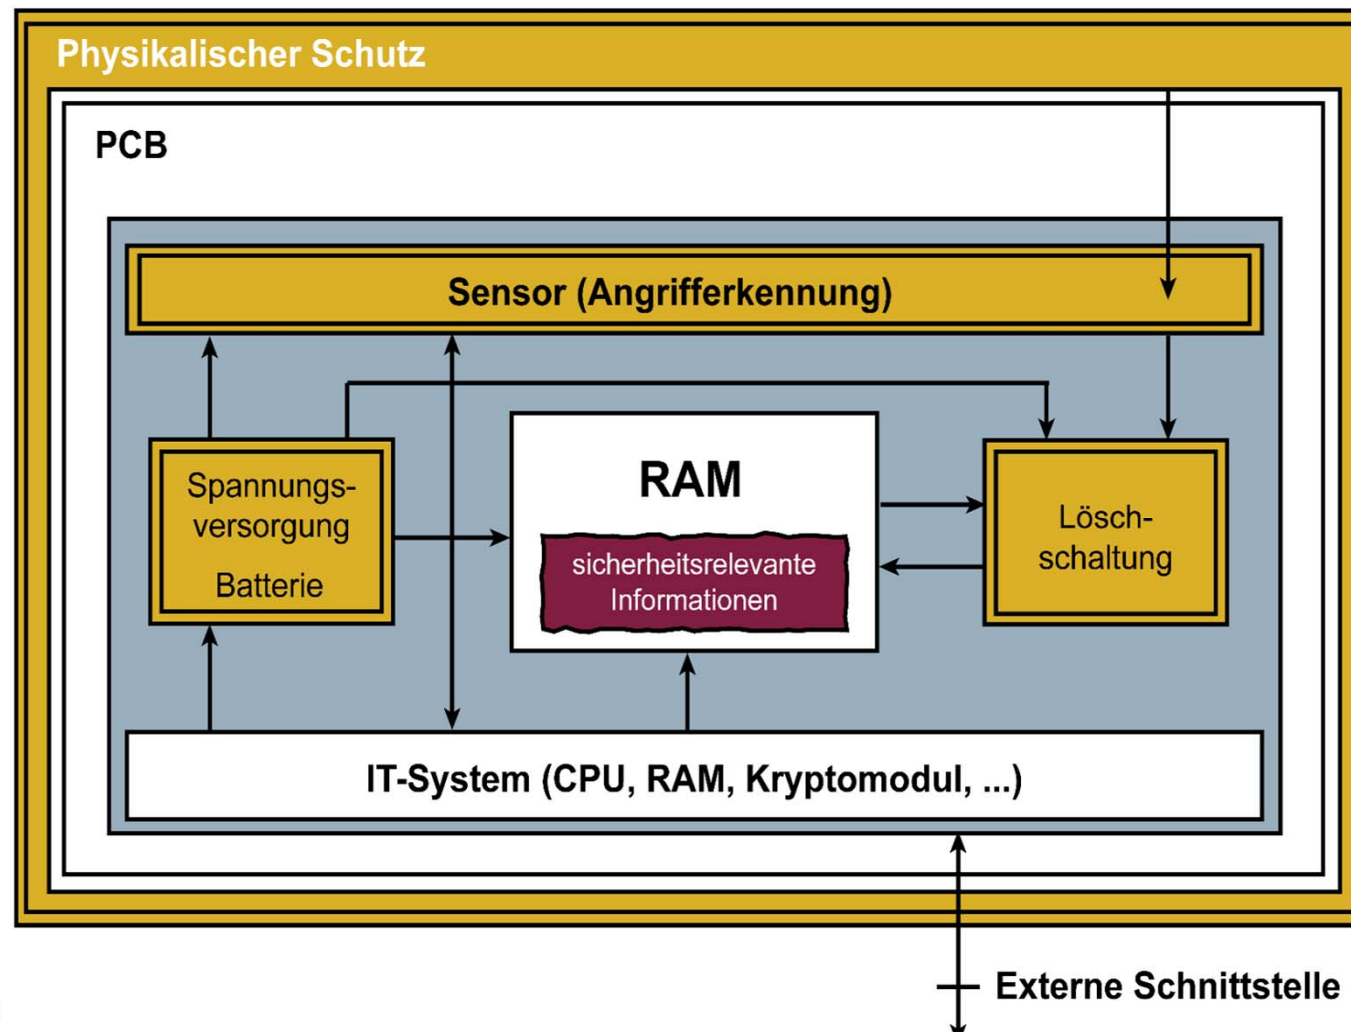 Physikalischer Schutz
PCB
Sensor (Angrifferkennung)
Spannungs-
versorgung
Batterie
RAM
sicherheitsrelevante
Informationen
Lösch-
schaltung
IT-System (CPU, RAM, Kryptomodul, ...)
Externe Schnittstelle